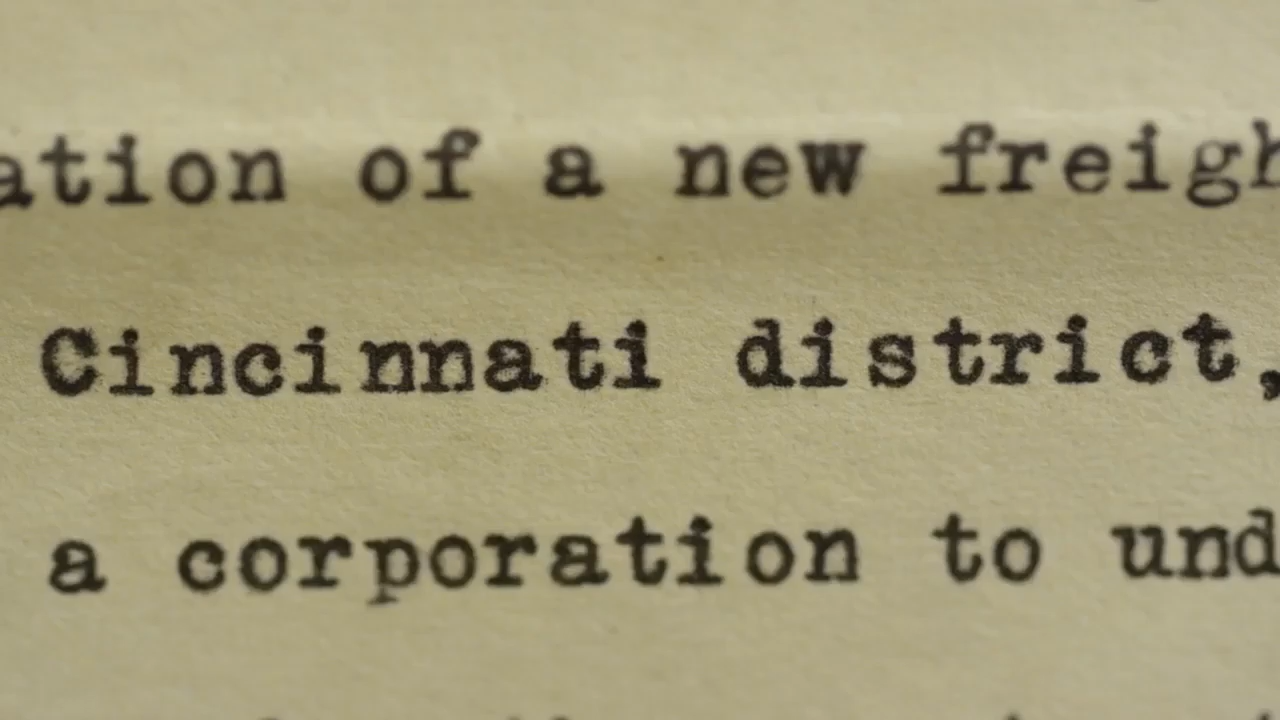 ation of a new freigh
Cincinnati district,
a corporation to und